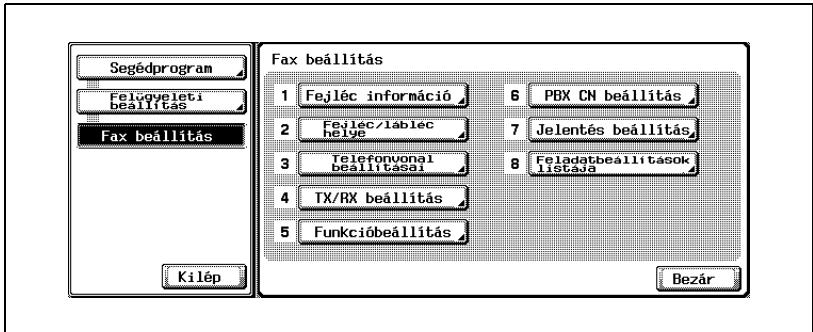 Segédprogram
Felügyeleti
beállítás
Fax beállítás
Kilép
Fax beállítás
1 Fejléc információ
2 Fejléc/lábléc
helye
3 Telefonvonal
beállításai
4 TX/RX beállítás
5 Funkcióbeállítás
6 PBX CN beállítás
7 Jelentés beállítás
8 Feladatbeállítások
listája
Bezár